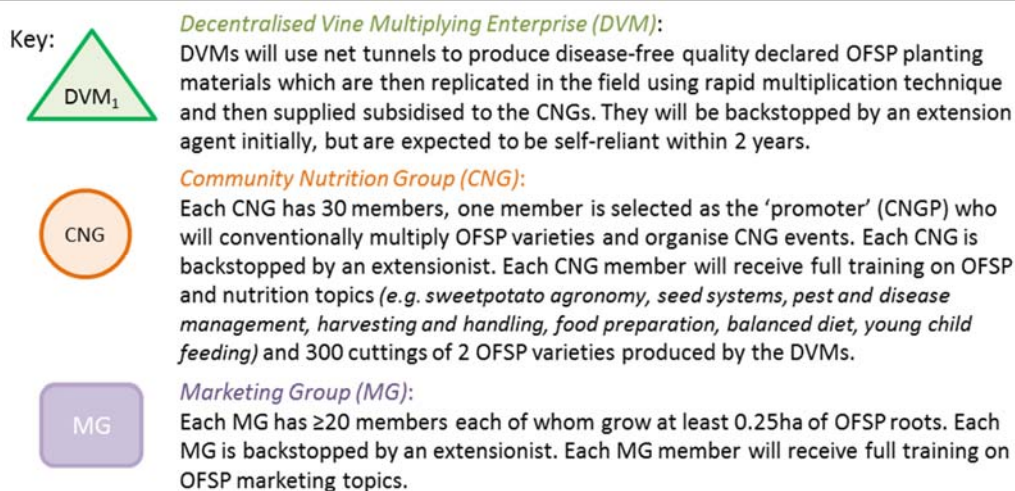 Key:
DVM₁
Decentralised Vine Multiplying Enterprise (DVM):
DVMs will use net tunnels to produce disease-free quality declared OFSP planting
materials which are then replicated in the field using rapid multiplication technique
and then supplied subsidised to the CNGs. They will be backstopped by an extension
agent initially, but are expected to be self-reliant within 2 years.
CNG
Community Nutrition Group (CNG):
Each CNG has 30 members, one member is selected as the ‘promoter’ (CNGP) who
will conventionally multiply OFSP varieties and organise CNG events. Each CNG is
backstopped by an extensionist. Each CNG member will receive full training on OFSP
and nutrition topics (e.g. sweetpotato agronomy, seed systems, pest and disease
management, harvesting and handling, food preparation, balanced diet, young child
feeding) and 300 cuttings of 2 OFSP varieties produced by the DVMs.
MG
Marketing Group (MG):
Each MG has ≥20 members each of whom grow at least 0.25ha of OFSP roots. Each
MG is backstopped by an extensionist. Each MG member will receive full training on
OFSP marketing topics.